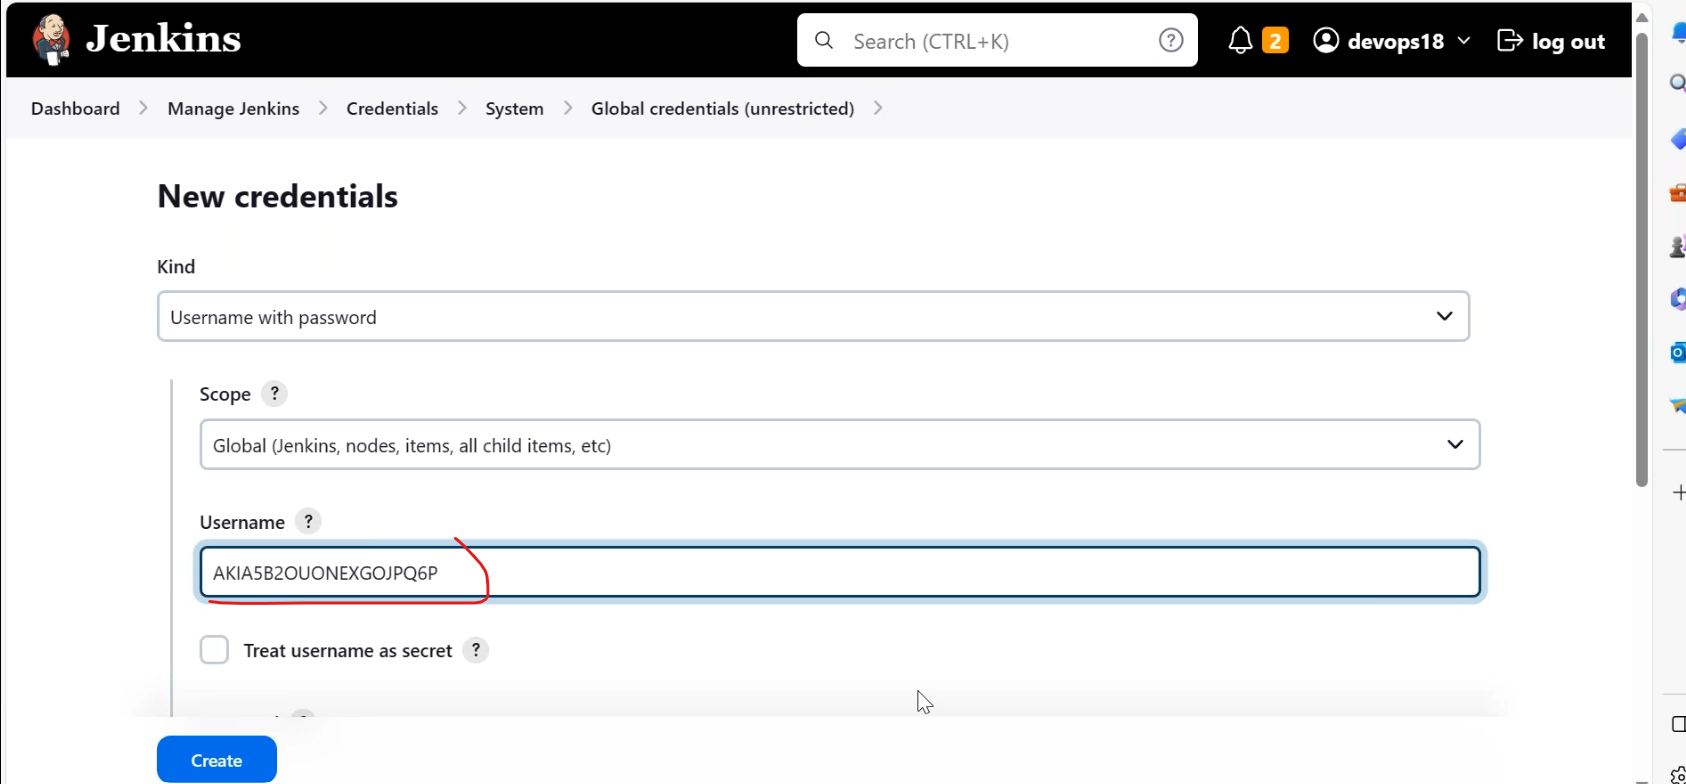 Jenkins
Search (CTRL+K)
2
devops18
log out
Dashboard
Manage Jenkins
Credentials
System
Global credentials (unrestricted)
New credentials
Kind
Username with password
Scope ?
Global (Jenkins, nodes, items, all child items, etc)
Username ?
AKIA5B2OUONEXGOJPQ6P
Treat username as secret ?
Create